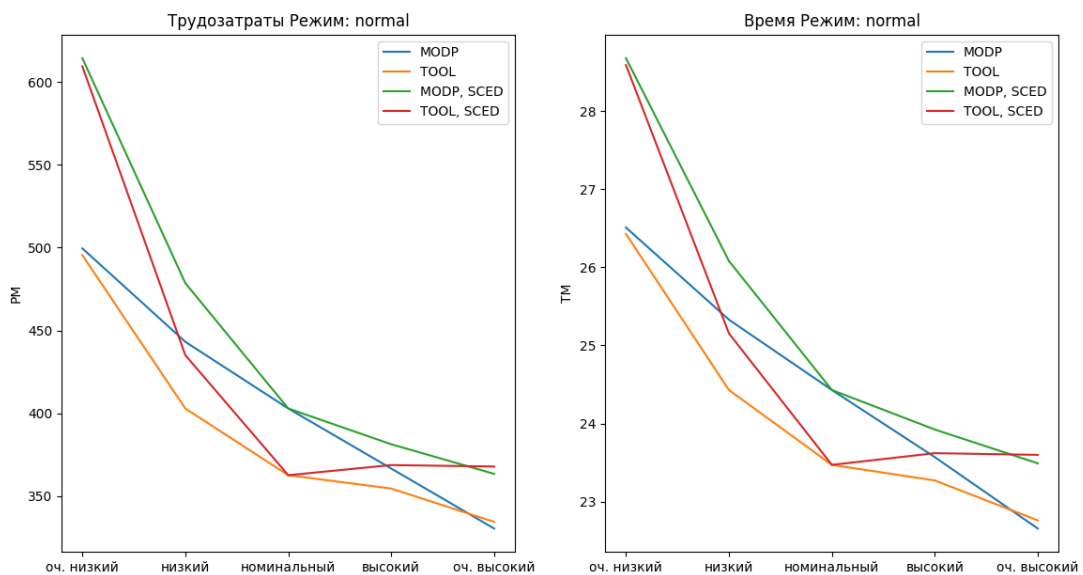 Трудозатраты Режим: normal
MODP
TOOL
MODP, SCED
TOOL, SCED
600
550
500
450
400
350
PM
оч. низкий
низкий
номинальный
высокий
оч. высокий
Время Режим: normal
MODP
TOOL
MODP, SCED
TOOL, SCED
28
27
26
25
24
23
TM
оч. низкий
низкий
номинальный
высокий
оч. высокий